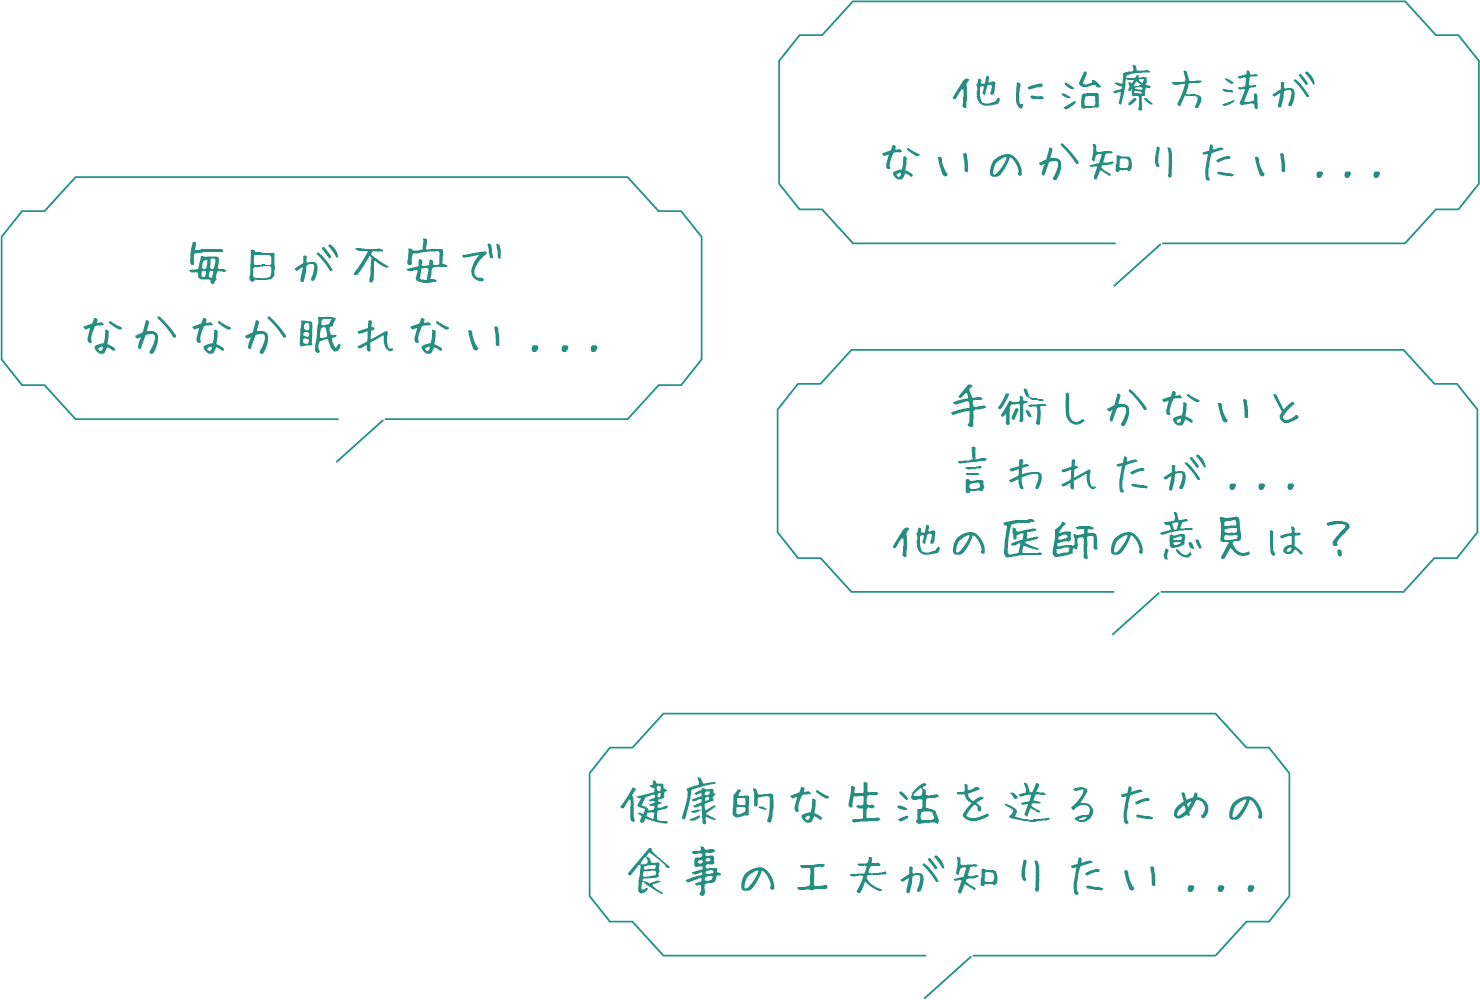 他に治療方法が
ないのか知りたい...
毎日が不安で
なかなか眠れない...
手術しかないと
言われたが...
他の医師の意見は？
健康的な生活を送るための
食事の工夫が知りたい...